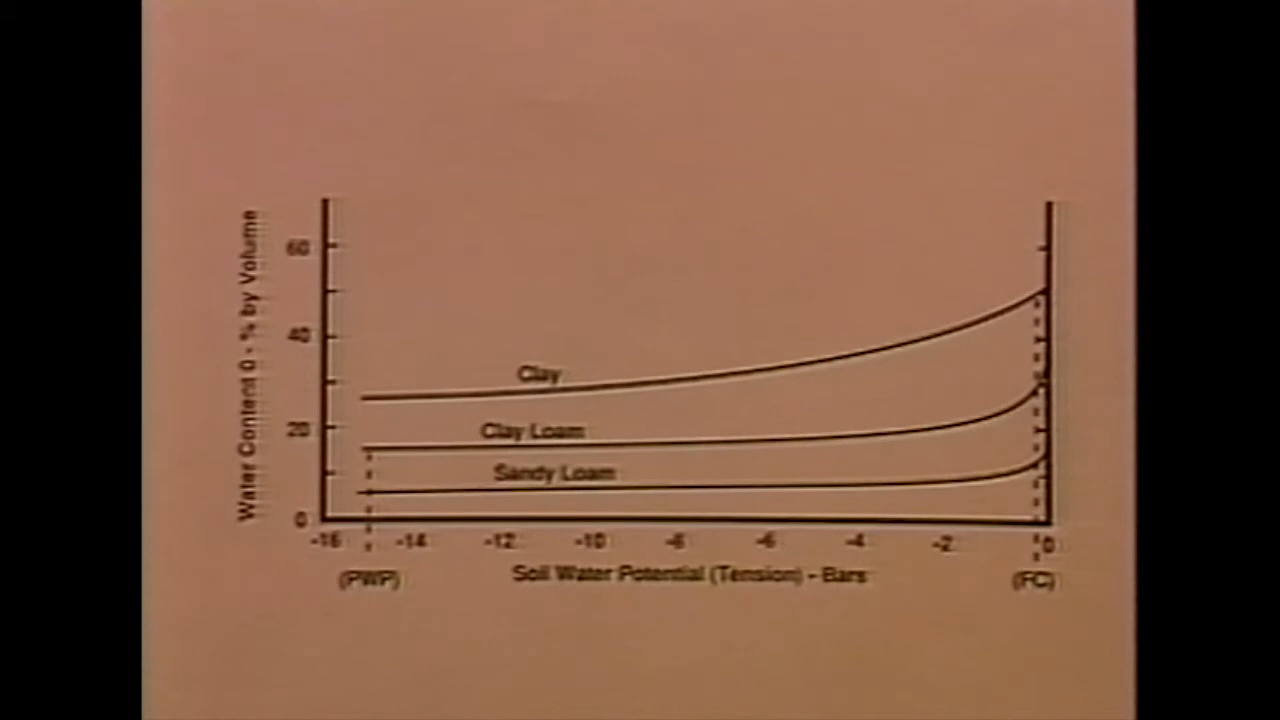 Water Content 0 - % by Volume
60
40
20
0
Clay
Clay Loam
Sandy Loam
-16 -14 -12 -10 -8 -6 -4 -2 0
(PWP) Soil Water Potential (Tension) - Bars (FC)